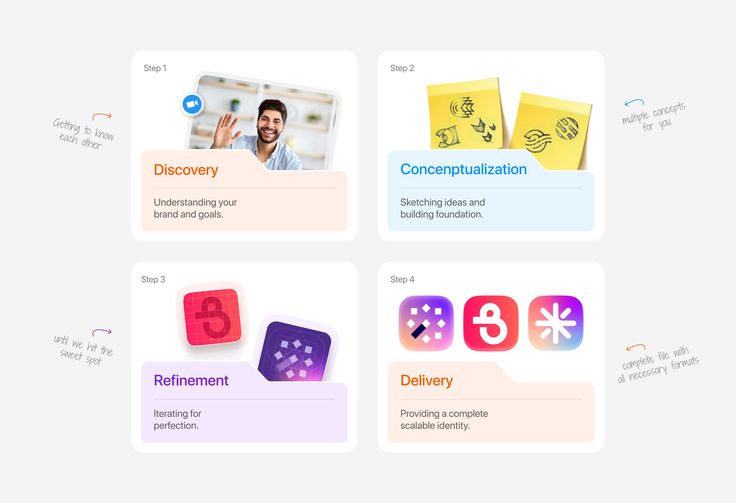 Step 1
Getting to know
each other
Discovery
Understanding your
brand and goals.
Step 2
multiple concepts
for you
Concenptualization
Sketching ideas and
building foundation.
Step 3
until we hit the
sweet spot
Refinement
Iterating for
perfection.
Step 4
complete file with
all necessary formats
Delivery
Providing a complete
scalable identity.